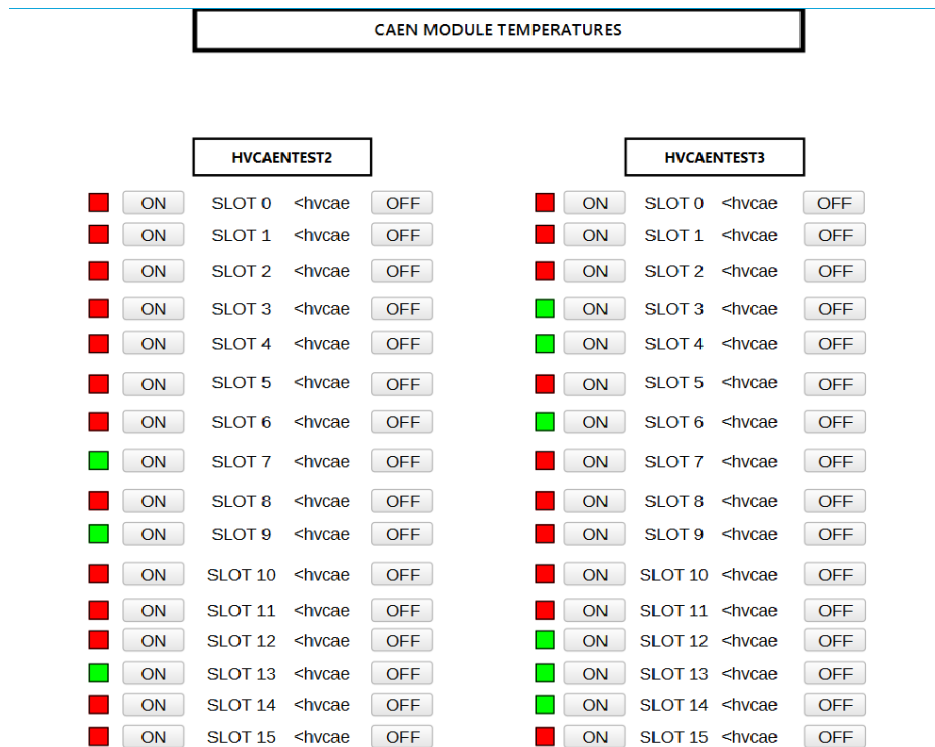 CAEN MODULE TEMPERATURES
HVCAENTEST2 HVCAENTEST3
ON SLOT 0 <hvcae OFF ON SLOT 0 <hvcae OFF
ON SLOT 1 <hvcae OFF ON SLOT 1 <hvcae OFF
ON SLOT 2 <hvcae OFF ON SLOT 2 <hvcae OFF
ON SLOT 3 <hvcae OFF ON SLOT 3 <hvcae OFF
ON SLOT 4 <hvcae OFF ON SLOT 4 <hvcae OFF
ON SLOT 5 <hvcae OFF ON SLOT 5 <hvcae OFF
ON SLOT 6 <hvcae OFF ON SLOT 6 <hvcae OFF
ON SLOT 7 <hvcae OFF ON SLOT 7 <hvcae OFF
ON SLOT 8 <hvcae OFF ON SLOT 8 <hvcae OFF
ON SLOT 9 <hvcae OFF ON SLOT 9 <hvcae OFF
ON SLOT 10 <hvcae OFF ON SLOT 10 <hvcae OFF
ON SLOT 11 <hvcae OFF ON SLOT 11 <hvcae OFF
ON SLOT 12 <hvcae OFF ON SLOT 12 <hvcae OFF
ON SLOT 13 <hvcae OFF ON SLOT 13 <hvcae OFF
ON SLOT 14 <hvcae OFF ON SLOT 14 <hvcae OFF
ON SLOT 15 <hvcae OFF ON SLOT 15 <hvcae OFF